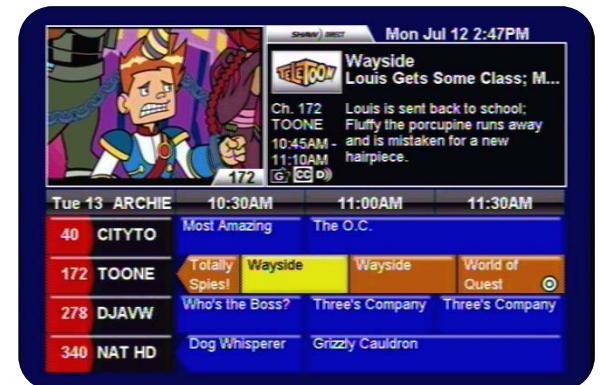 SHAW) DIRECT Mon Jul 12 2:47PM
TELETOON
Wayside
Louis Gets Some Class; M...
Ch. 172
TOONE
10:45AM -
11:10AM
G CC D))
Louis is sent back to school;
Fluffy the porcupine runs away
and is mistaken for a new
hairpiece.
172
Tue 13 ARCHIE 10:30AM 11:00AM 11:30AM
40 CITYTO Most Amazing The O.C.
172 TOONE Totally Spies! Wayside Wayside World of Quest
278 DJAVW Who's the Boss? Three's Company Three's Company
340 NAT HD Dog Whisperer Grizzly Cauldron